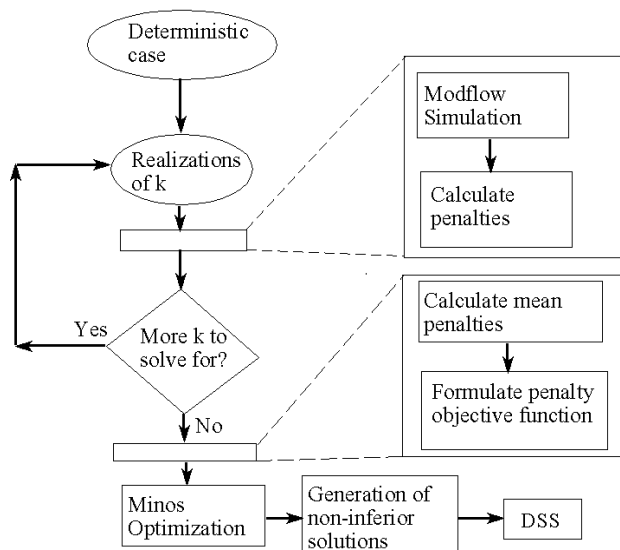 Deterministic
case
Realizations
of k
Modflow
Simulation
Calculate
penalties
Yes
More k to
solve for?
No
Calculate mean
penalties
Formulate penalty
objective function
Minos
Optimization
Generation of
non-inferior
solutions
DSS